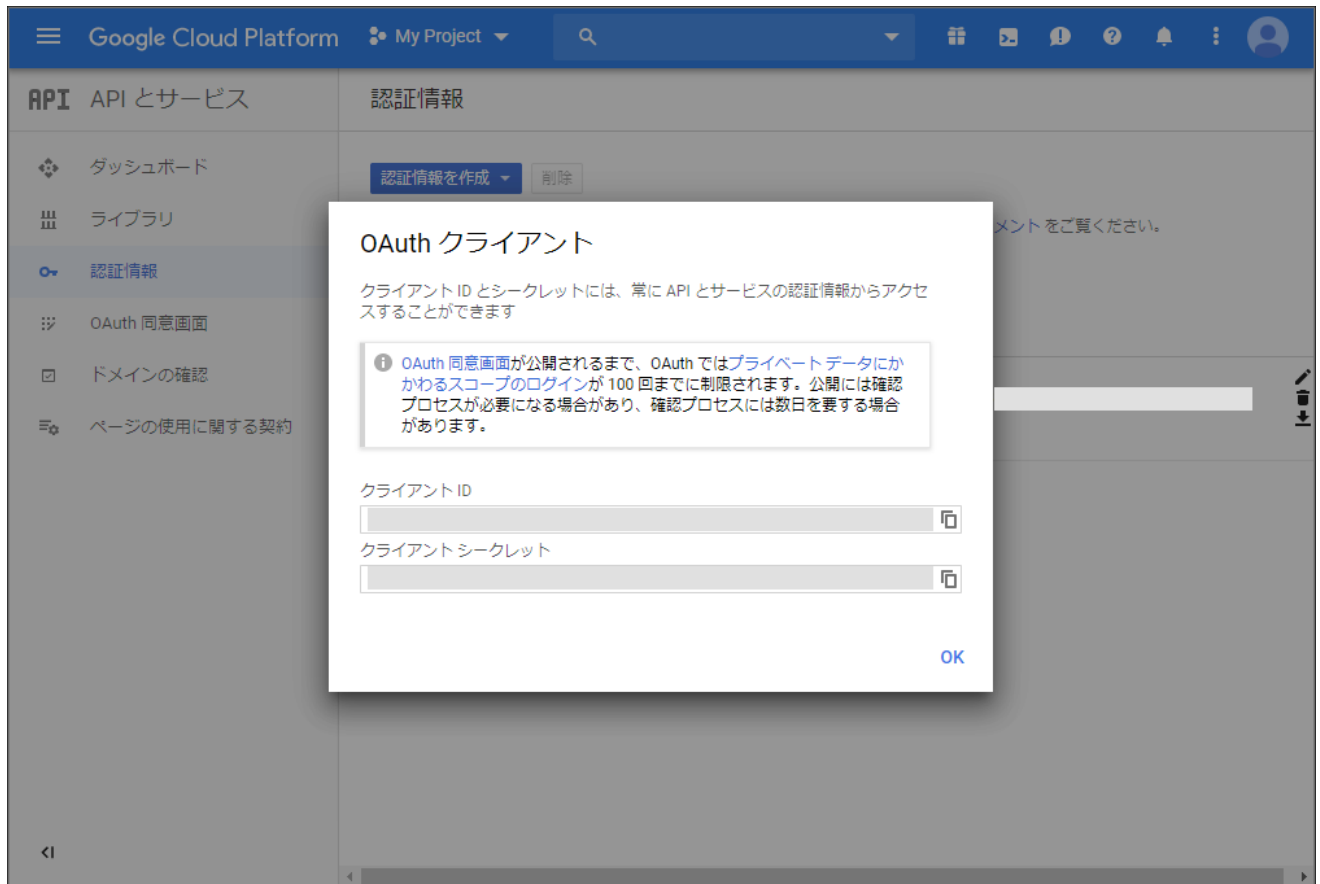 Google Cloud Platform
My Project
API APIとサービス
認証情報
ダッシュボード
ライブラリ
認証情報
OAuth 同意画面
ドメインの確認
ページの使用に関する契約
認証情報を作成
削除
メント をご覧ください。
OAuth クライアント
クライアント ID とシークレットには、常に API とサービスの認証情報からアクセ
スすることができます
OAuth 同意画面が公開されるまで、OAuth ではプライベート データにか
かわるスコープのログインが 100 回までに制限されます。公開には確認
プロセスが必要になる場合があり、確認プロセスには数日を要する場合
があります。
クライアント ID
クライアント シークレット
OK